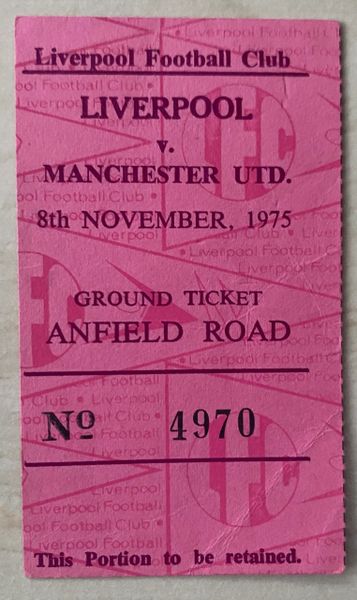 Liverpool Football Club
LIVERPOOL
v.
MANCHESTER UTD.
8th NOVEMBER, 1975
GROUND TICKET
ANFIELD ROAD
Nº 4970
This Portion to be retained.